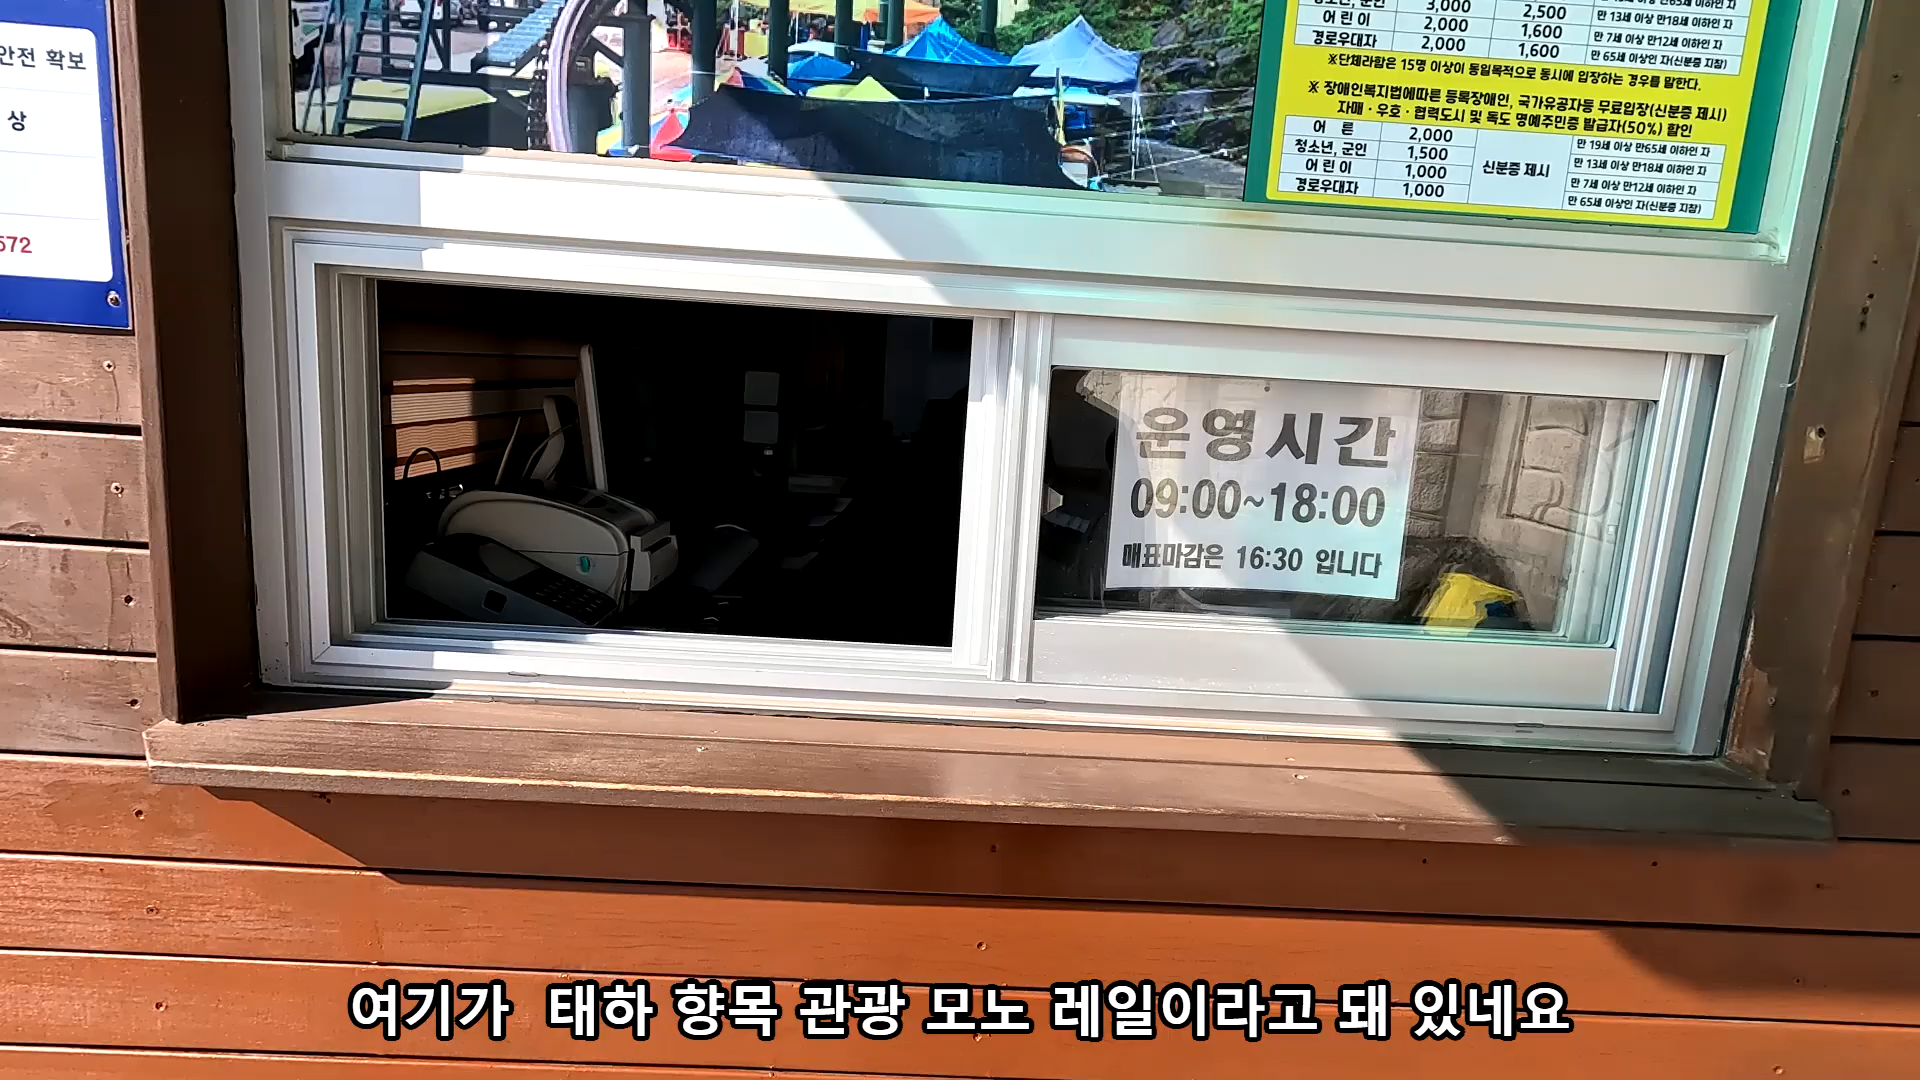 안전 확보
상
572
청소년, 군인 3,000 2,500 만 13세 이상 만18세 이하인 자
어 린 이 2,000 1,600 만 7세 이상 만12세 이하인 자
경로우대자 2,000 1,600 만 65세 이상인 자(신분증 지참)
※단체라함은 15명 이상이 동일목적으로 동시에 입장하는 경우를 말한다.
※ 장애인복지법에따른 등록장애인, 국가유공자등 무료입장(신분증 제시)
자매 · 우호 · 협력도시 및 독도 명예주민증 발급자(50%) 할인
어 른 2,000 신분증 제시 만 19세 이상 만65세 이하인 자
청소년, 군인 1,500 만 13세 이상 만18세 이하인 자
어 린 이 1,000 만 7세 이상 만12세 이하인 자
경로우대자 1,000 만 65세 이상인 자(신분증 지참)
운영시간
09:00~18:00
매표마감은 16:30 입니다
여기가 태하 향목 관광 모노 레일이라고 돼 있네요